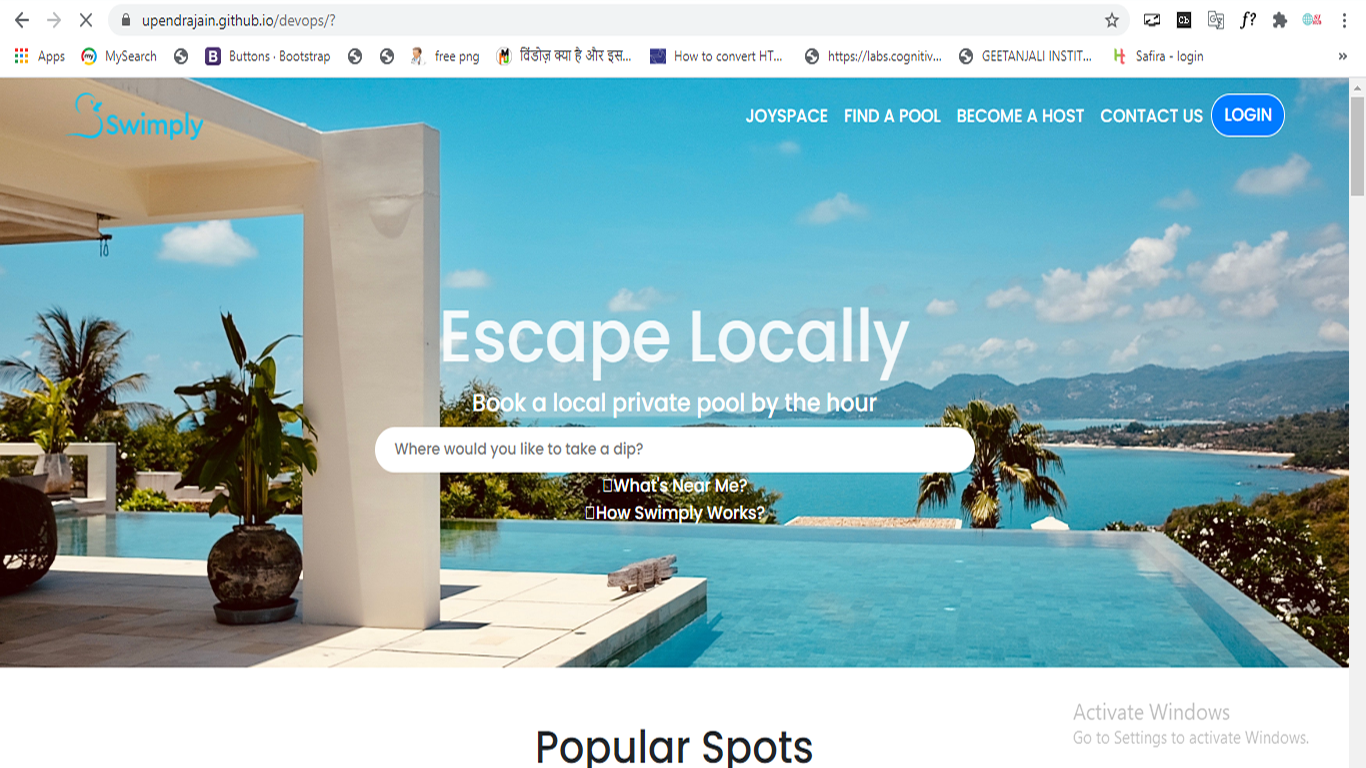 upendrajain.github.io/devops/?
Apps MySearch Buttons · Bootstrap free png विंडोज़ क्या है और इस... How to convert HT... https://labs.cognitiv... GEETANJALI INSTIT... Safira - login »
Swimply JOYSPACE FIND A POOL BECOME A HOST CONTACT US LOGIN
Escape Locally
Book a local private pool by the hour
Where would you like to take a dip?
What's Near Me?
How Swimply Works?
Popular Spots
Activate Windows
Go to Settings to activate Windows.